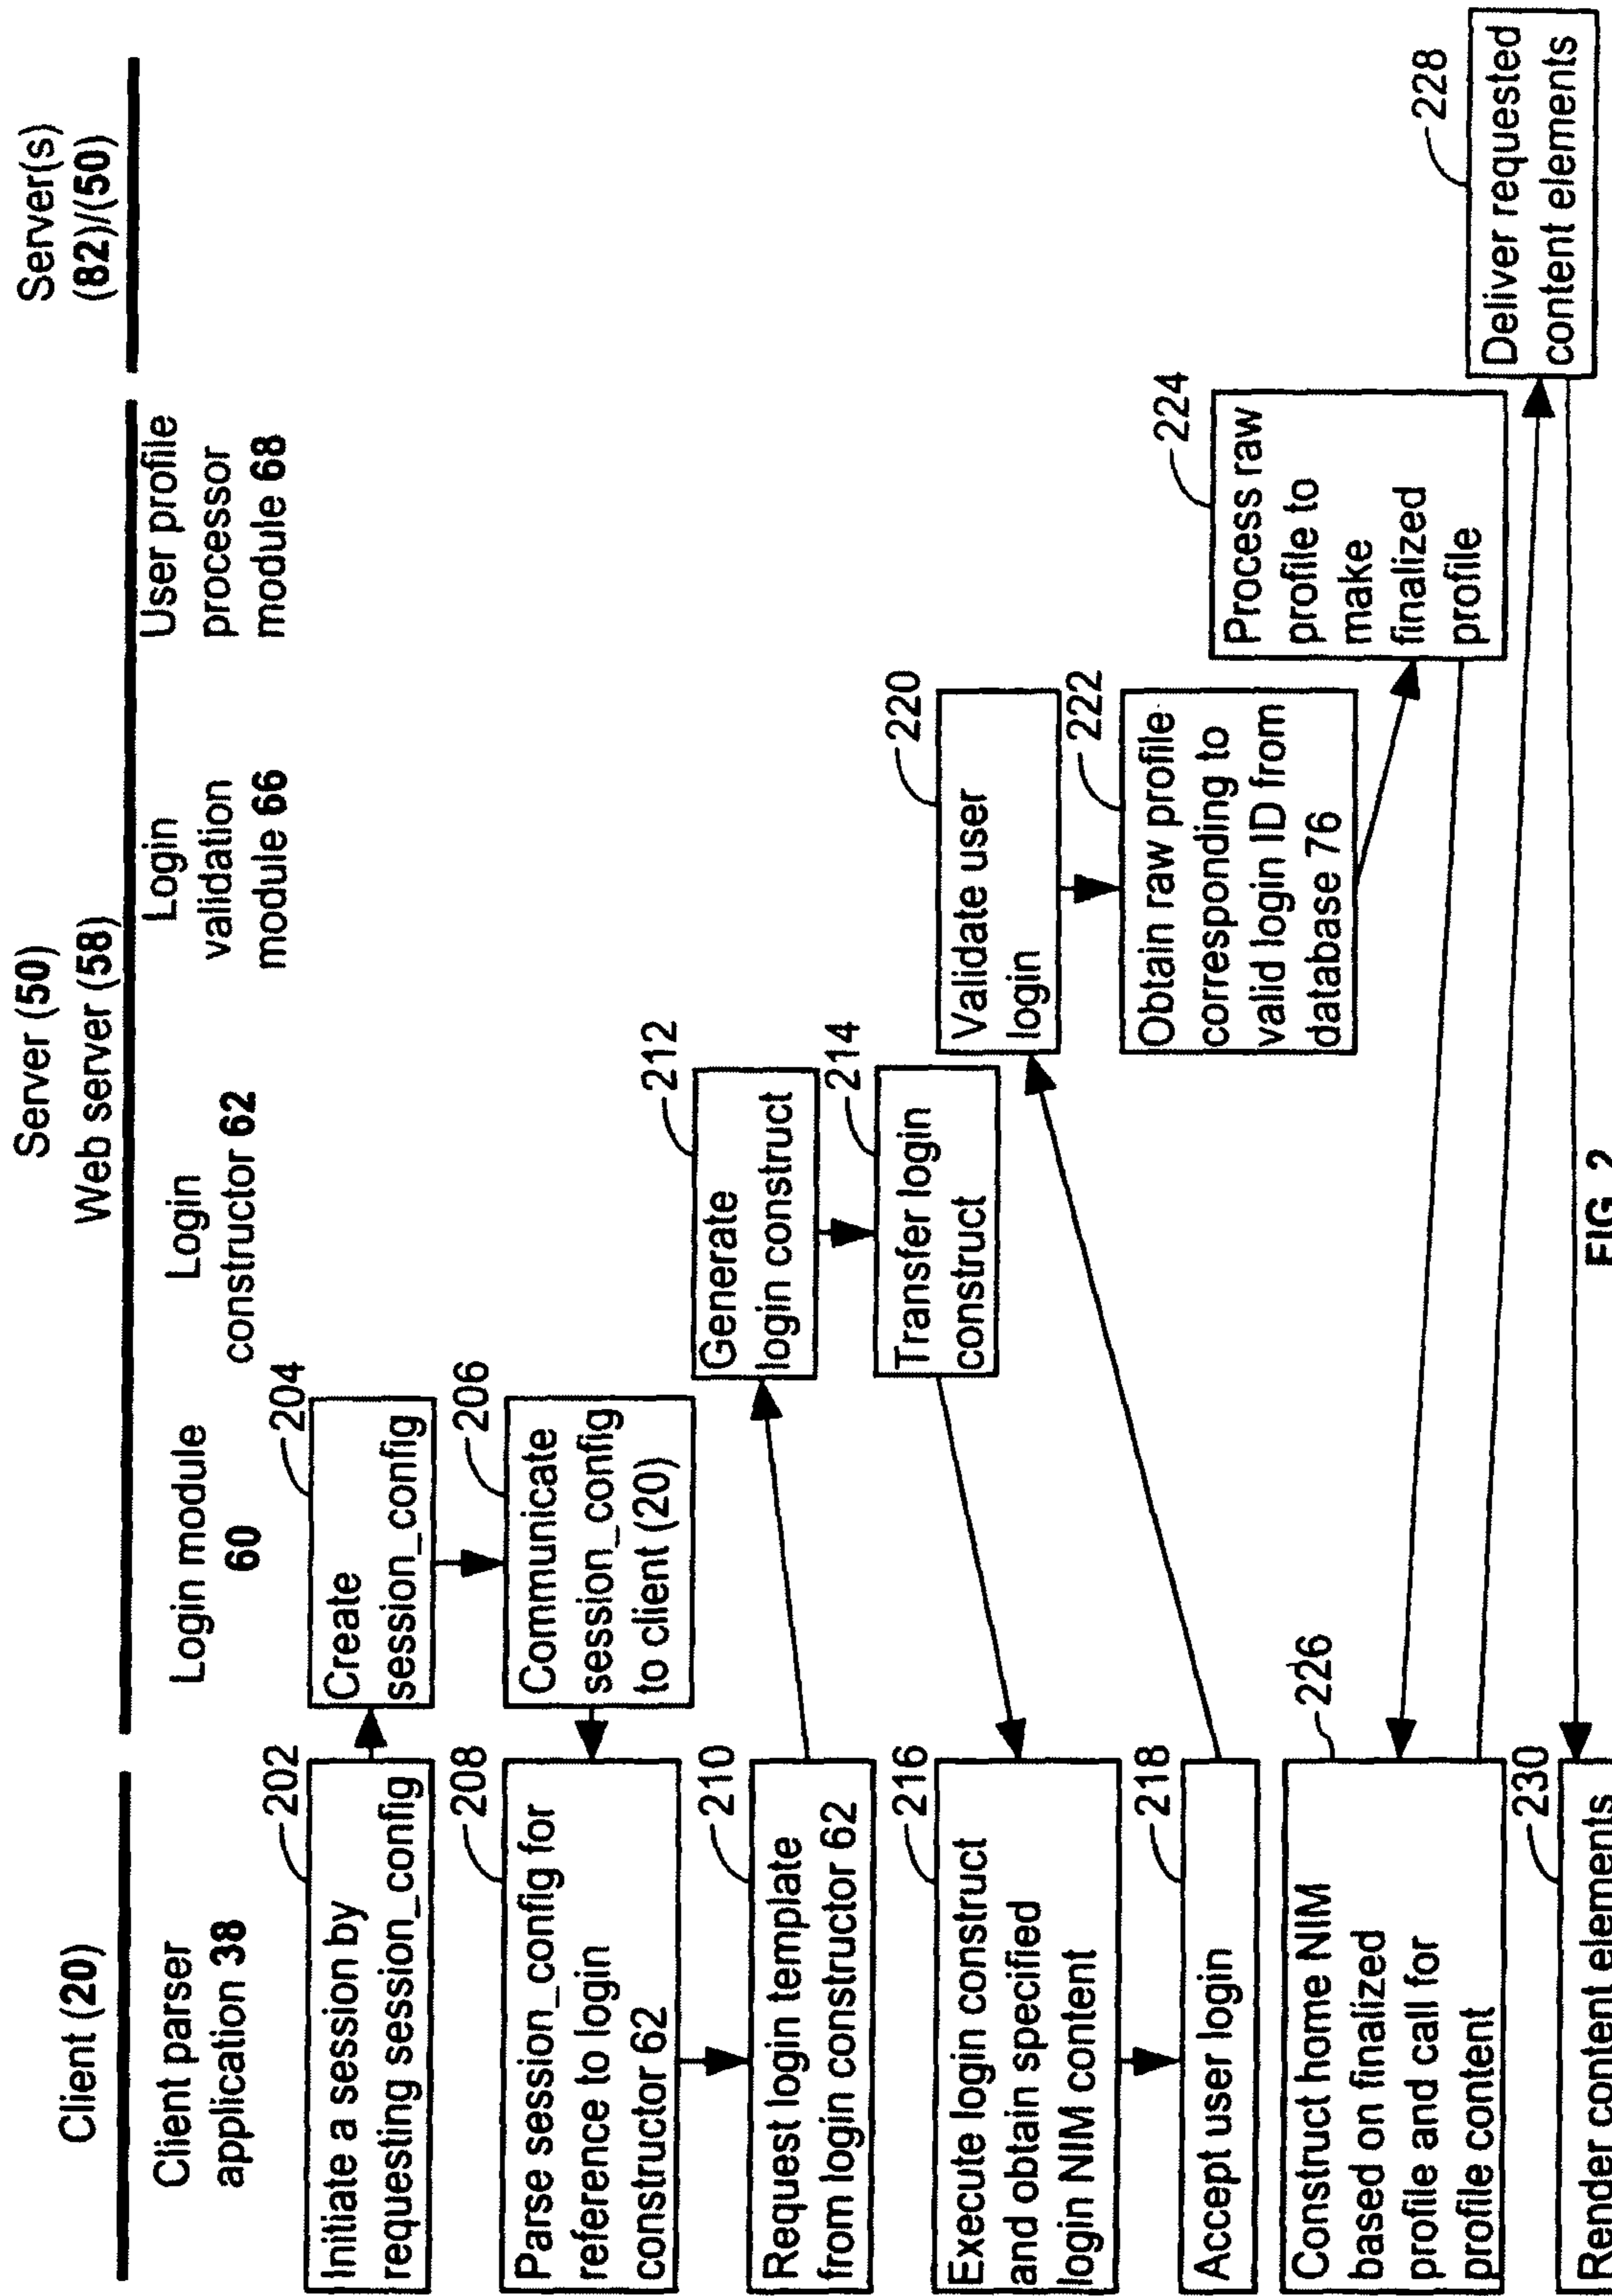 Client (20)
Server (50)
Web server (58)
Server(s)
(82)/(50)
Client parser
application 38
Login module
60
Login
constructor 62
Login
validation
module 66
User profile
processor
module 68
202
Initiate a session by
requesting session_config
204
Create
session_config
206
Communicate
session_config
to client (20)
208
Parse session_config for
reference to login
constructor 62
210
Request login template
from login constructor 62
212
Generate
login construct
214
Transfer login
construct
216
Execute login construct
and obtain specified
login NIM content
218
Accept user login
220
Validate user
login
222
Obtain raw profile
corresponding to
valid login ID from
database 76
224
Process raw
profile to
make
finalized
profile
226
Construct home NIM
based on finalized
profile and call for
profile content
228
Deliver requested
content elements
230
Render content elements
FIG. 2